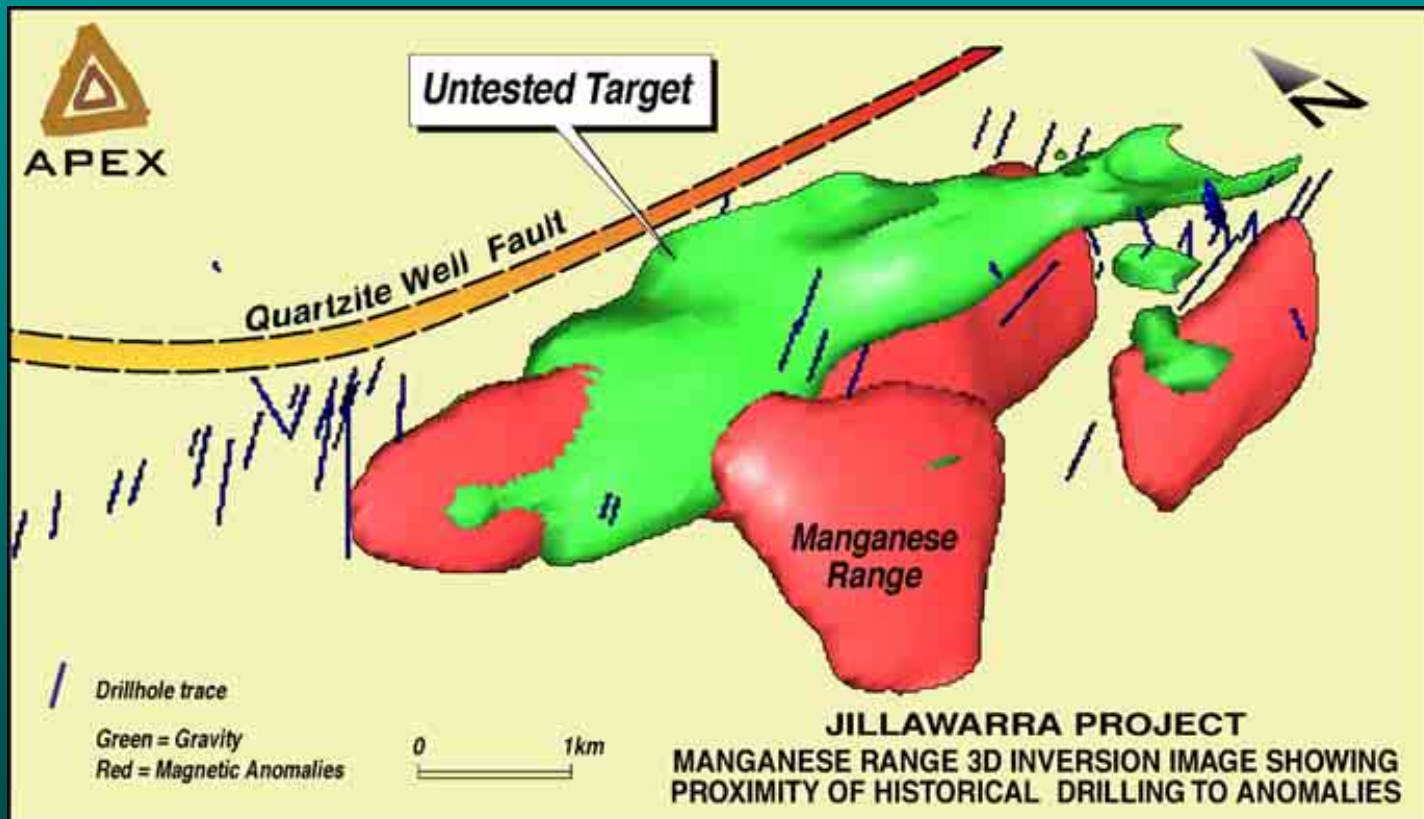 APEX
Untested Target
N
Quartzite Well Fault
Manganese
Range
Drillhole trace
Green = Gravity
Red = Magnetic Anomalies
0 1km
JILLAWARRA PROJECT
MANGANESE RANGE 3D INVERSION IMAGE SHOWING
PROXIMITY OF HISTORICAL DRILLING TO ANOMALIES